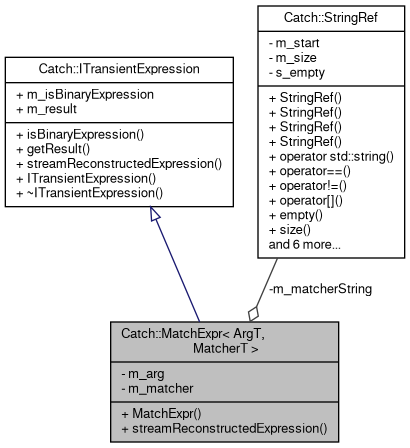 Catch::ITransientExpression
+ m_isBinaryExpression
+ m_result
+ isBinaryExpression()
+ getResult()
+ streamReconstructedExpression()
+ ITransientExpression()
+ ~ITransientExpression()
Catch::StringRef
- m_start
- m_size
- s_empty
+ StringRef()
+ StringRef()
+ StringRef()
+ StringRef()
+ operator std::string()
+ operator==()
+ operator!=()
+ operator[]()
+ empty()
+ size()
and 6 more...
-m_matcherString
Catch::MatchExpr< ArgT,
MatcherT >
- m_arg
- m_matcher
+ MatchExpr()
+ streamReconstructedExpression()